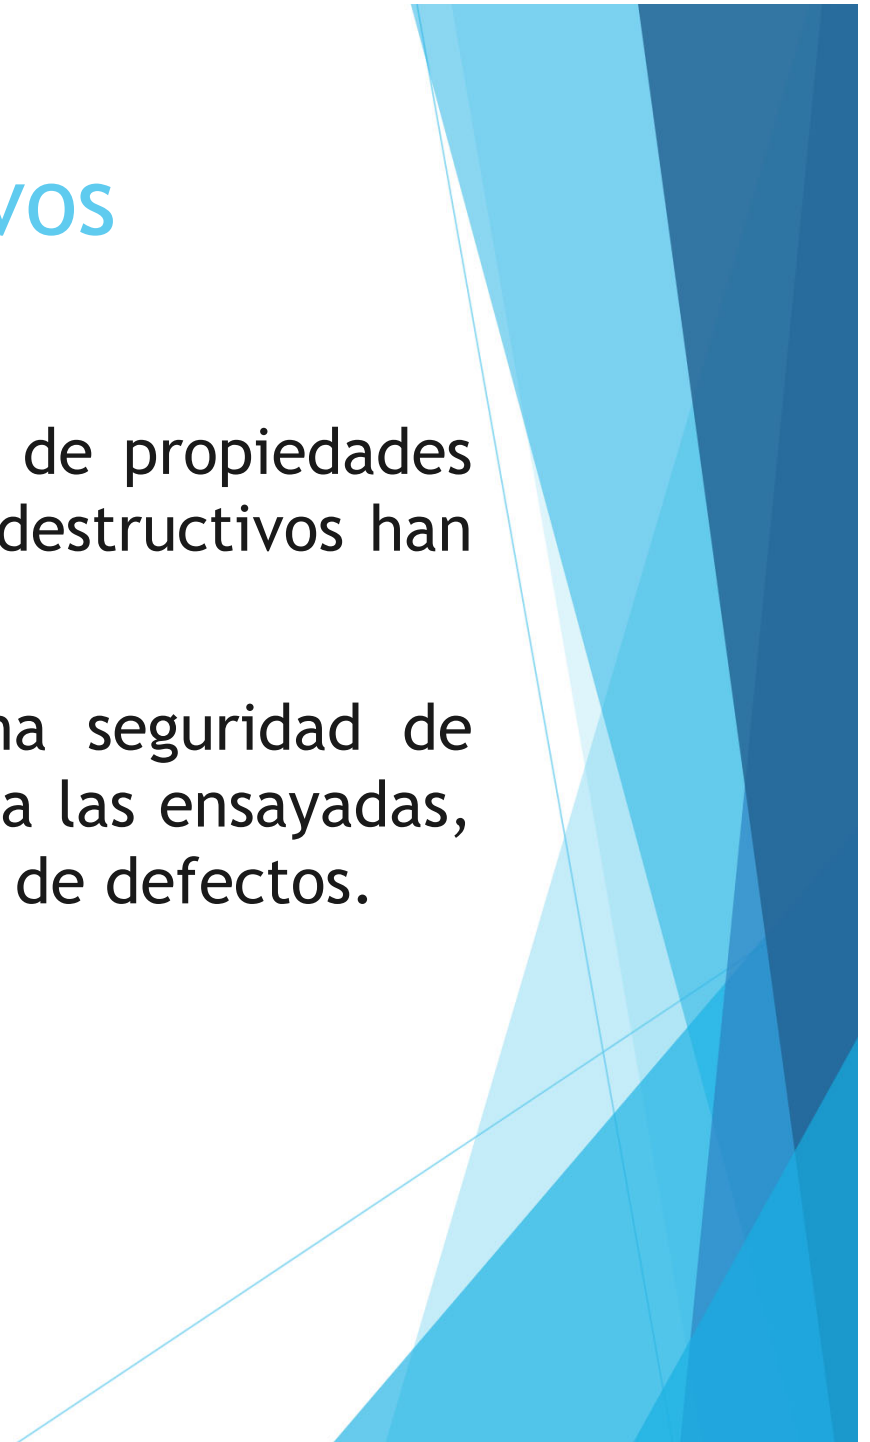 vos
de propiedades
destructivos han
na seguridad de
a las ensayadas,
de defectos.